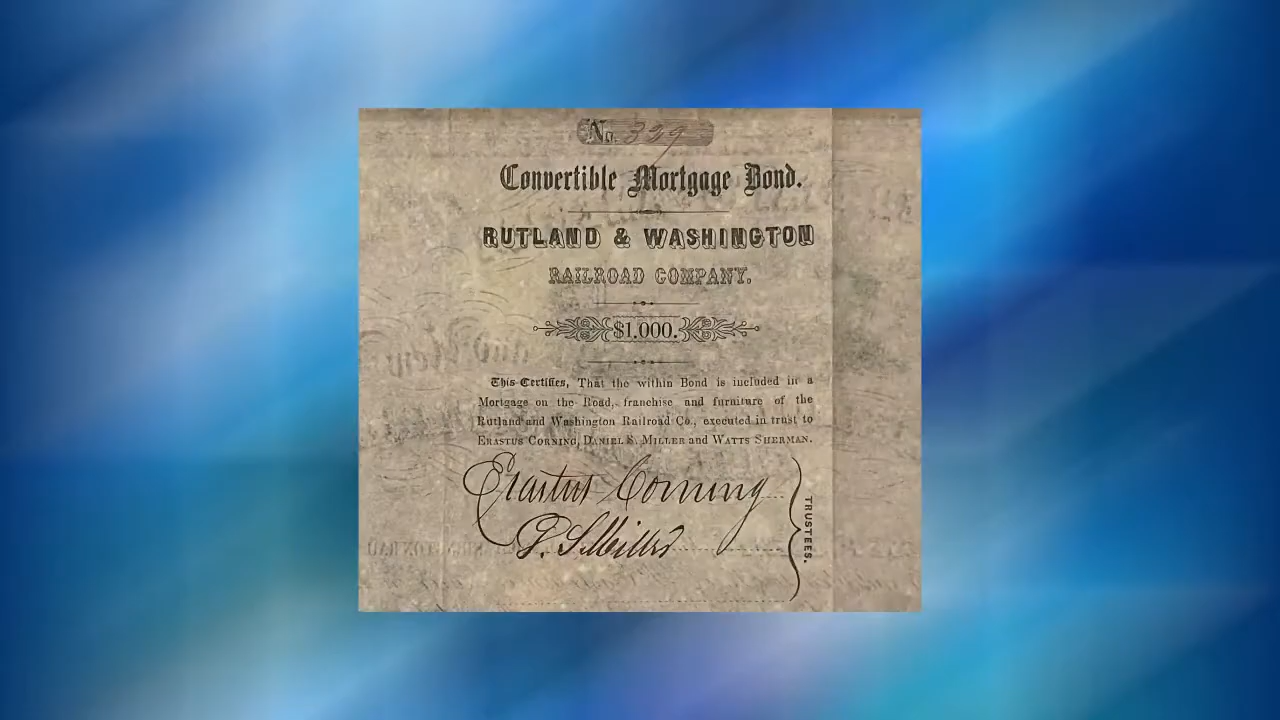 No. 399
Convertible Mortgage Bond.
RUTLAND & WASHINGTON
RAILROAD COMPANY.
$1,000.
This Certifies, That the within Bond is included in a
Mortgage on the Road, franchise and furniture of the
Rutland and Washington Railroad Co., executed in trust to
ERASTUS CORNING, DANIEL S. MILLER and WATTS SHERMAN.
Erastus Corning
D. S. Miller
TRUSTEES.